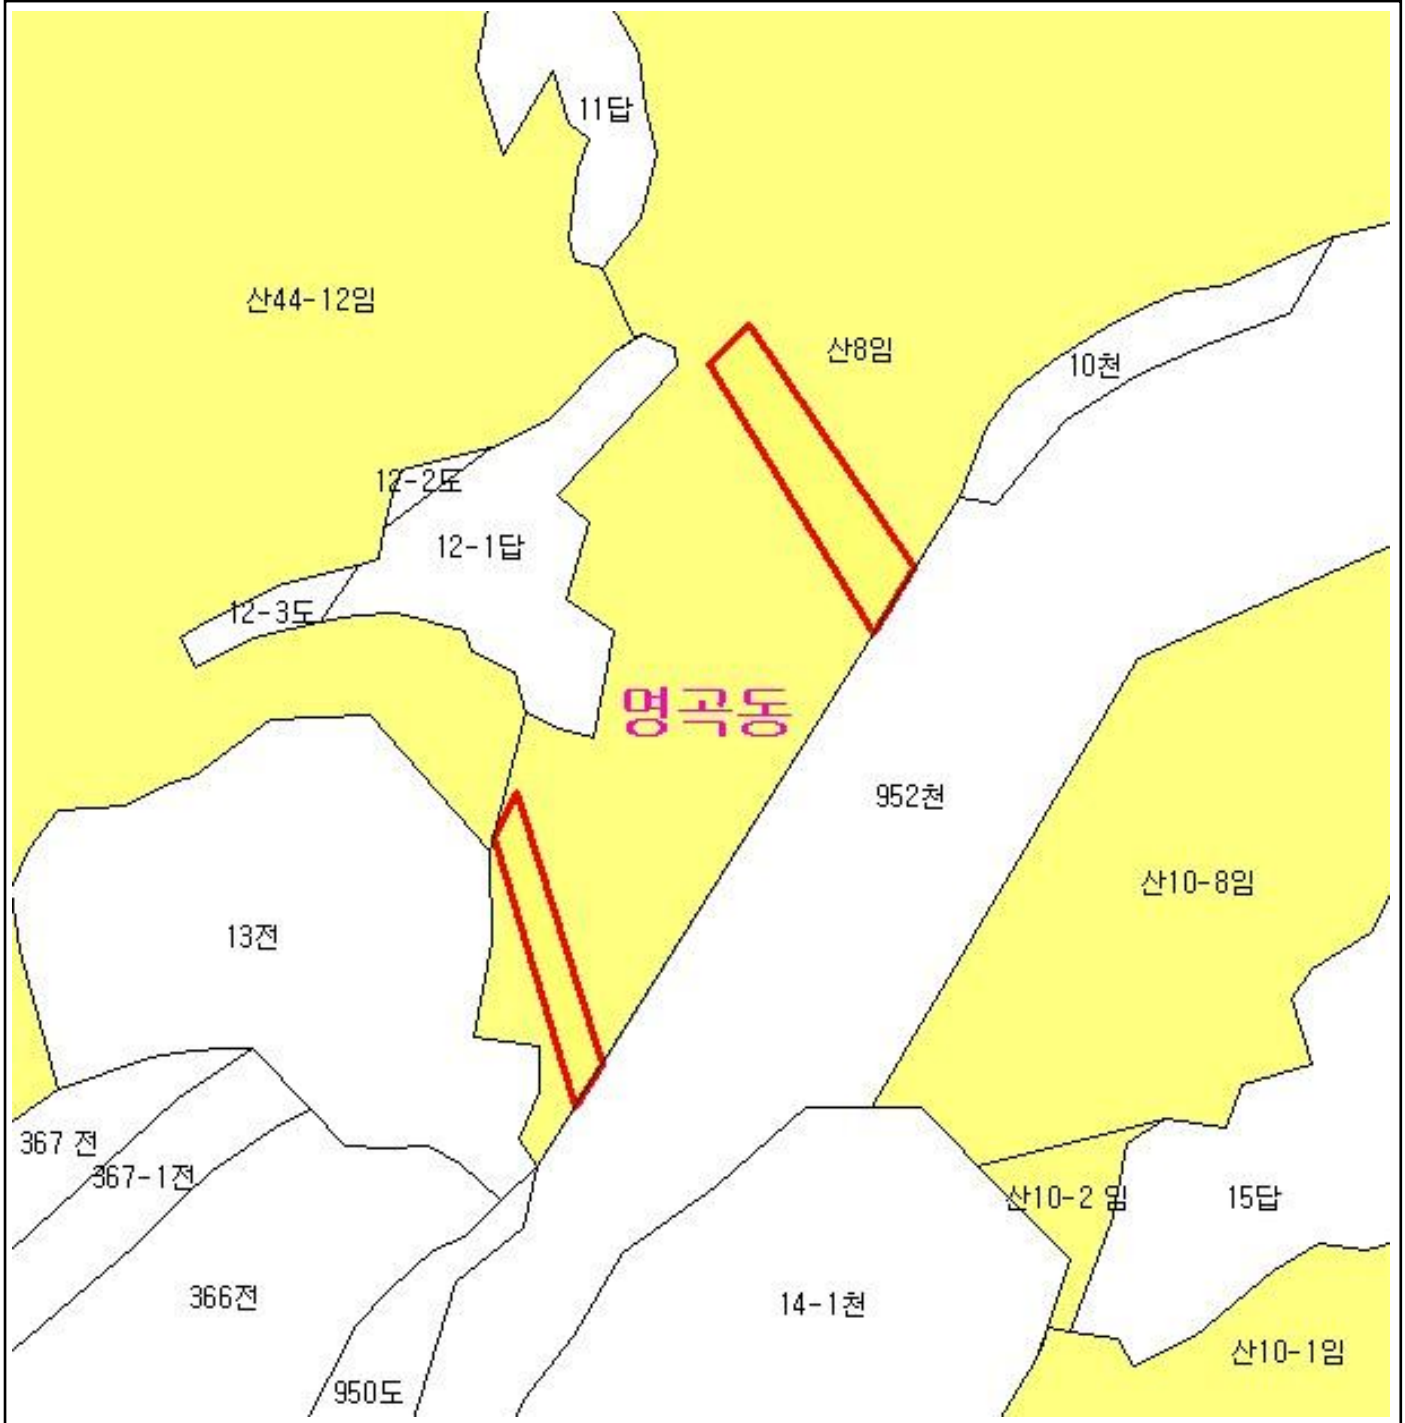 11답
산44-12임
산8임
10천
12-2도
12-1답
12-3도
명곡동
952천
산10-8임
13전
367 전
367-1전
산10-2 임
15답
366전
14-1천
산10-1임
950도